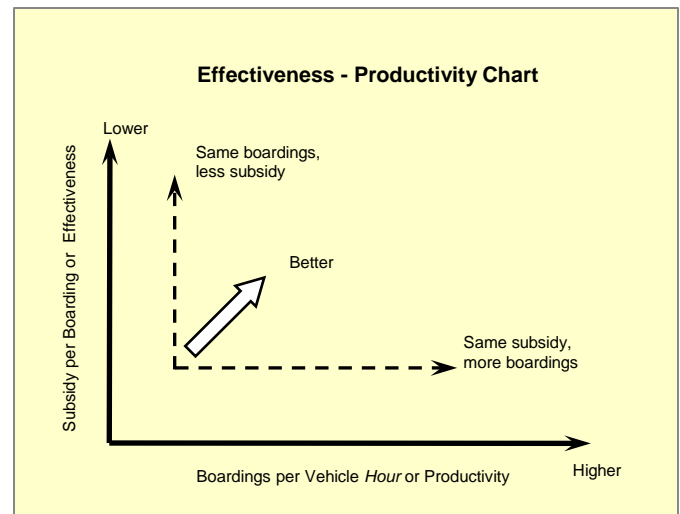 Effectiveness - Productivity Chart
Lower
Same boardings,
less subsidy
Subsidy per Boarding or Effectiveness
Better
Same subsidy,
more boardings
Boardings per Vehicle Hour or Productivity
Higher